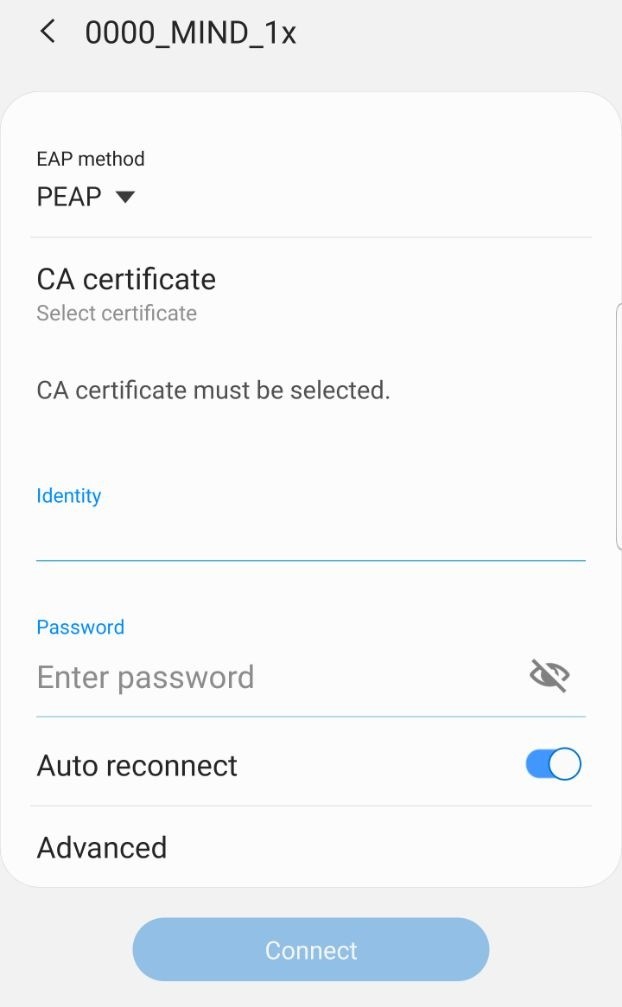 0000_MIND_1x
EAP method
PEAP
CA certificate
Select certificate
CA certificate must be selected.
Identity
Password
Enter password
Auto reconnect
Advanced
Connect